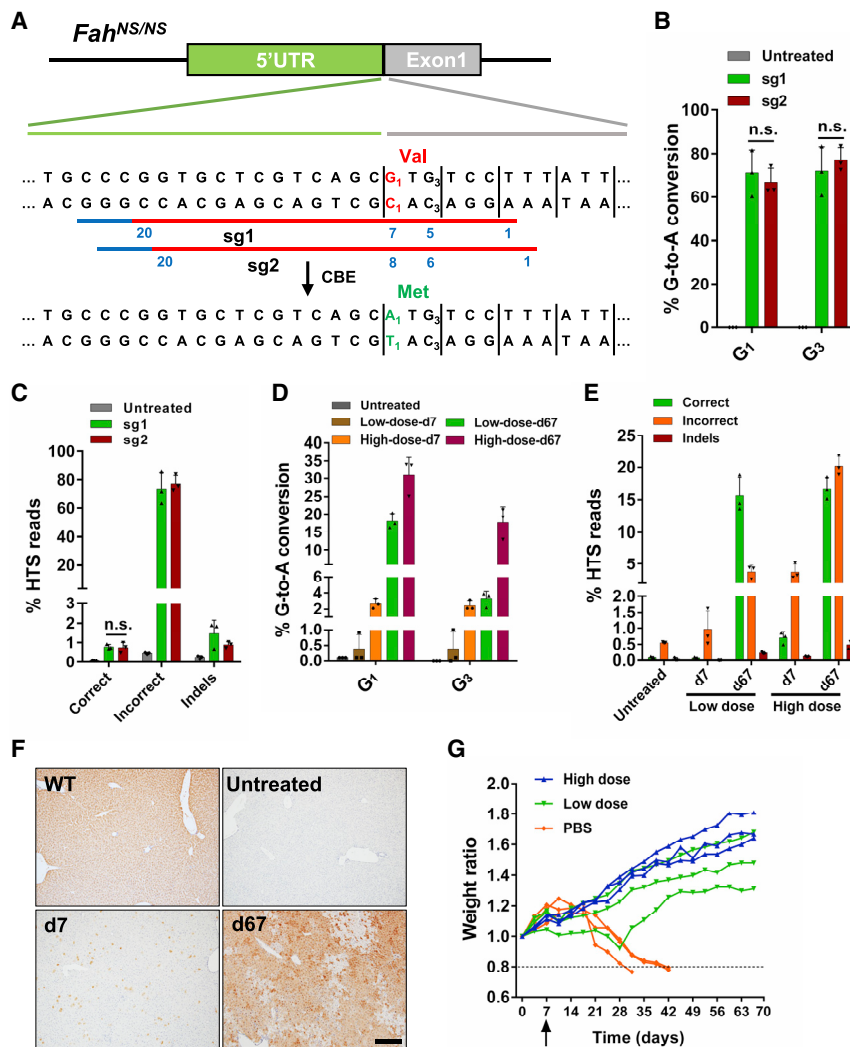 A
Fah^NS/NS
5'UTR
Exon1
Val
... T G C C C G T G C T C G T C A G C G1 T G3 T C C T T T A T T ...
... A C G G G C C A C G A G C A G T C G C1 A C3 A G G A A A T A A ...
20 sg1 7 5 1
20 sg2 8 6 1
CBE
Met
... T G C C C G T G C T C G T C A G C A1 T G3 T C C T T T A T T ...
... A C G G G C C A C G A G C A G T C G T1 A C3 A G G A A A T A A ...
B
Untreated
sg1
sg2
% G-to-A conversion
100
80
60
40
20
0
n.s.
n.s.
G1
G3
C
Untreated
sg1
sg2
% HTS reads
100
80
60
40
20
2
1
0
n.s.
Correct
Incorrect
Indels
D
Untreated
Low-dose-d7
Low-dose-d67
High-dose-d7
High-dose-d67
% G-to-A conversion
40
35
30
25
20
15
10
6
4
2
1.0
0.5
0.0
G1
G3
E
Correct
Incorrect
Indels
% HTS reads
25
20
15
10
5
1.0
0.5
0.0
Untreated
d7
d67
d7
d67
Low dose
High dose
F
WT
Untreated
d7
d67
G
High dose
Low dose
PBS
Weight ratio
2.0
1.8
1.6
1.4
1.2
1.0
0.8
0.6
0 7 14 21 28 35 42 49 56 63 70
Time (days)